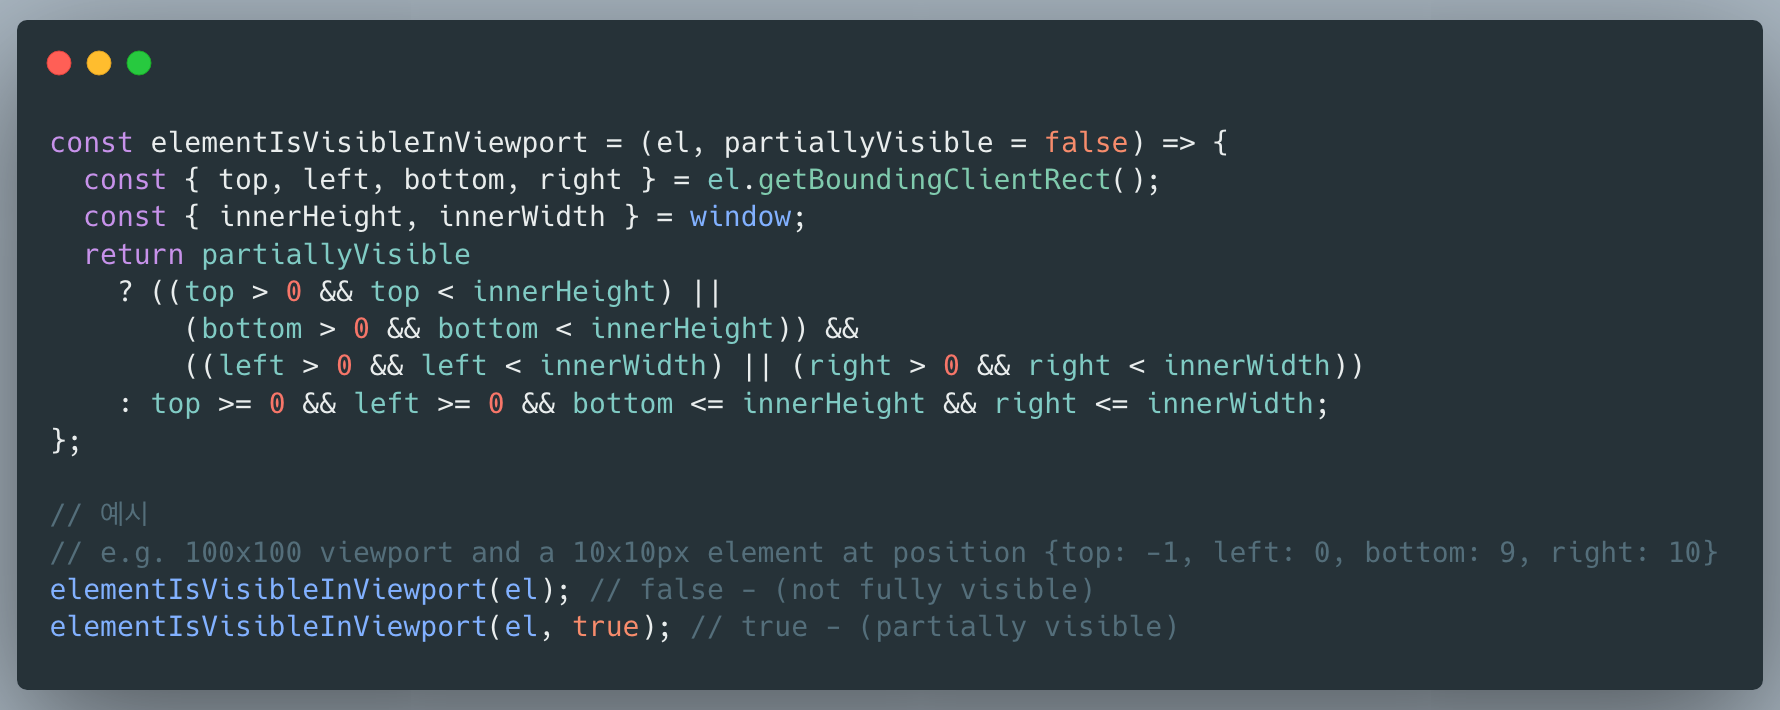 const elementIsVisibleInViewport = (el, partiallyVisible = false) => {
  const { top, left, bottom, right } = el.getBoundingClientRect();
  const { innerHeight, innerWidth } = window;
  return partiallyVisible
    ? ((top > 0 && top < innerHeight) ||
        (bottom > 0 && bottom < innerHeight)) &&
        ((left > 0 && left < innerWidth) || (right > 0 && right < innerWidth))
    : top >= 0 && left >= 0 && bottom <= innerHeight && right <= innerWidth;
};

// 예시
// e.g. 100x100 viewport and a 10x10px element at position {top: -1, left: 0, bottom: 9, right: 10}
elementIsVisibleInViewport(el); // false - (not fully visible)
elementIsVisibleInViewport(el, true); // true - (partially visible)